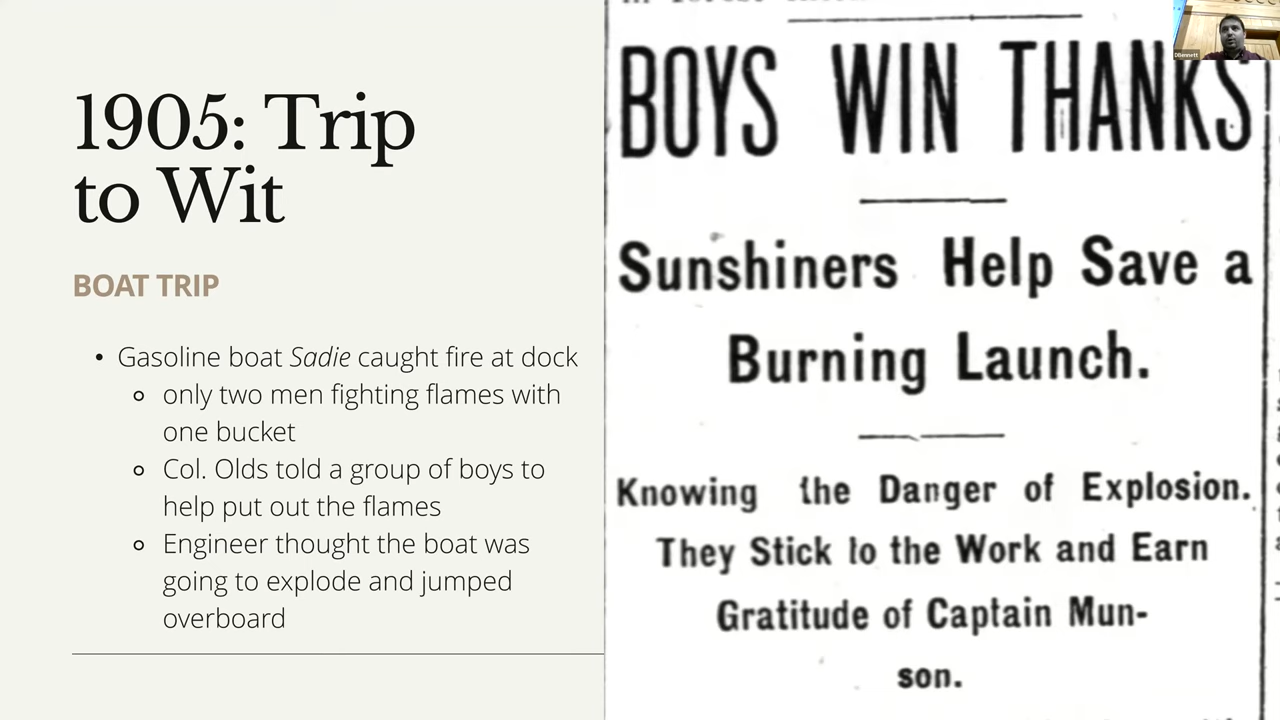 1905: Trip
to Wit
BOAT TRIP
• Gasoline boat Sadie caught fire at dock
only two men fighting flames with
one bucket
Col. Olds told a group of boys to
help put out the flames
Engineer thought the boat was
going to explode and jumped
overboard
BOYS WIN THANKS
Sunshiners Help Save a
Burning Launch.
Knowing the Danger of Explosion.
They Stick to the Work and Earn
Gratitude of Captain Mun-
son.
DBennett